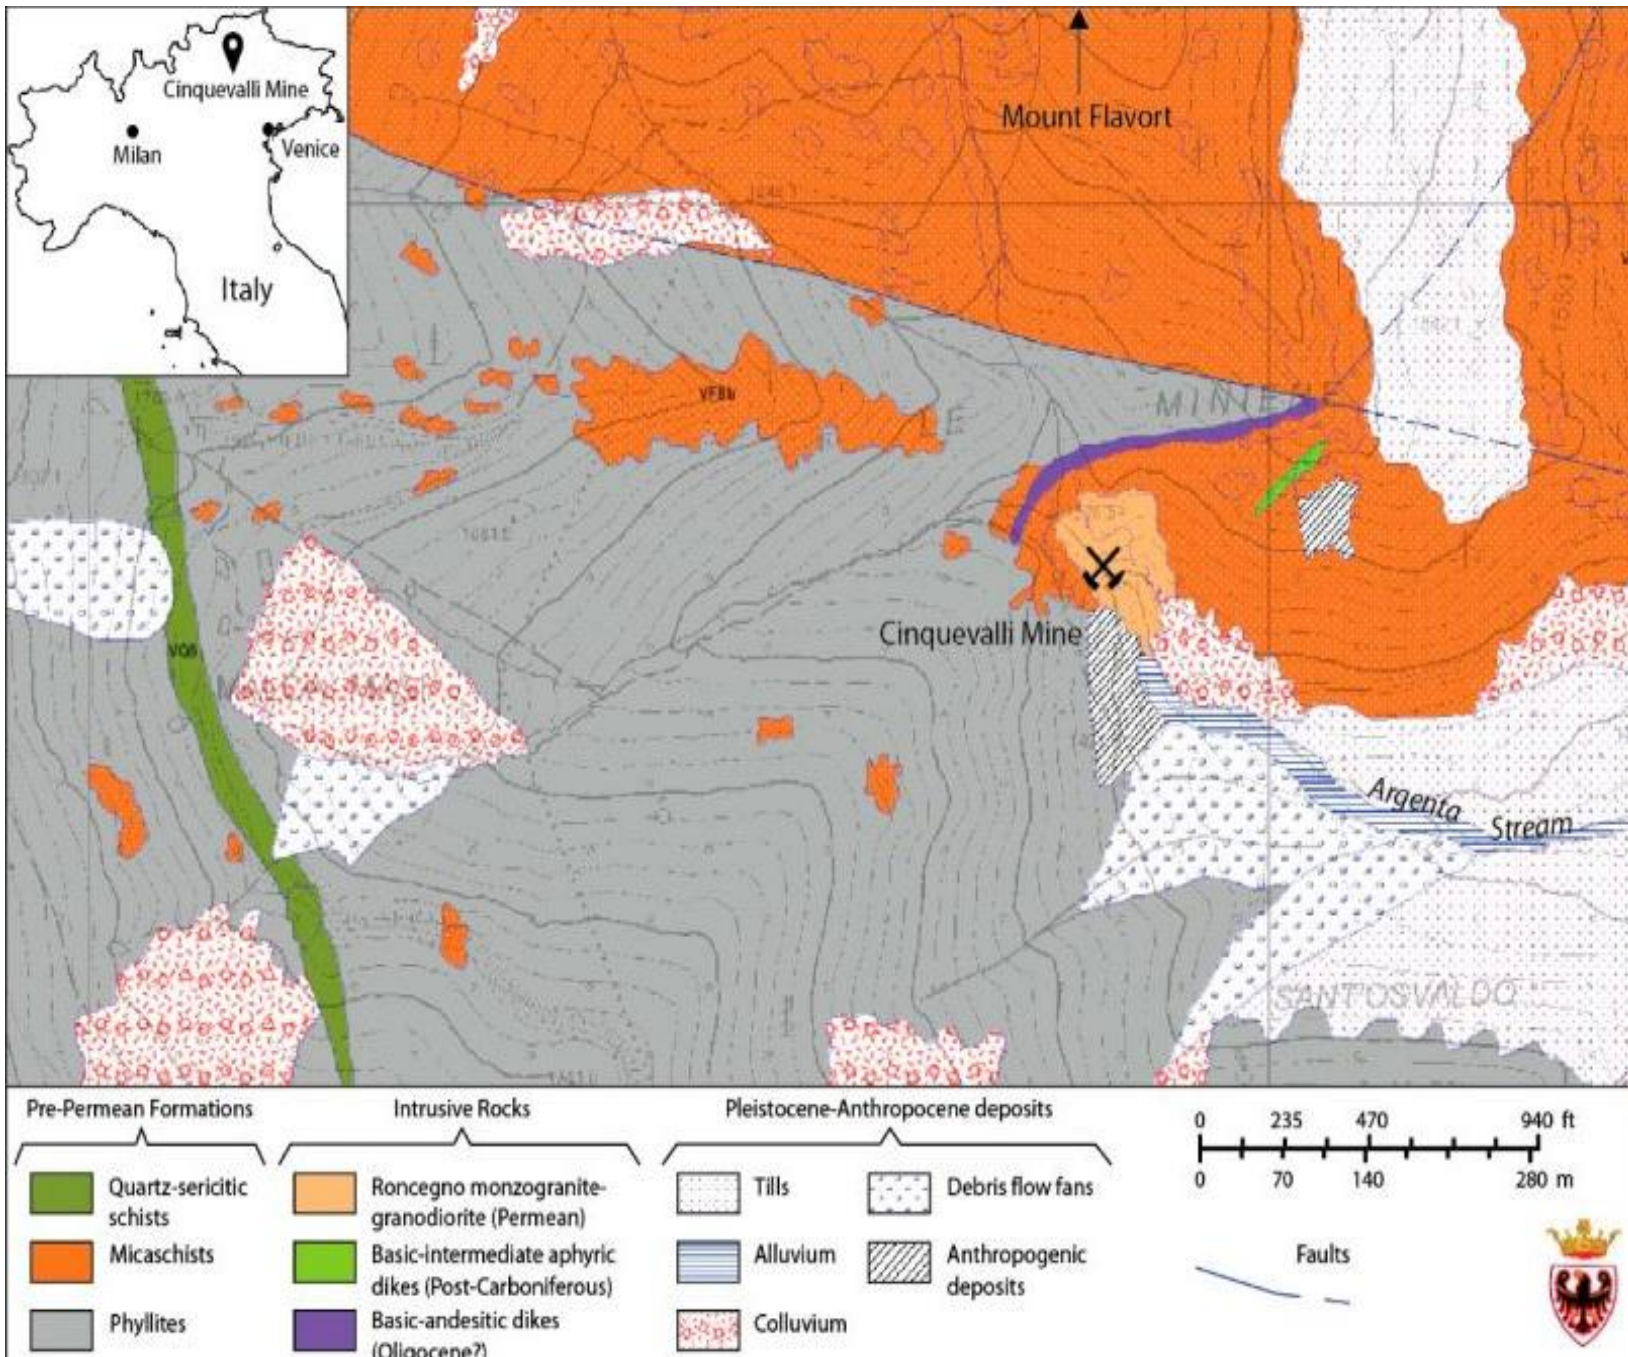 Cinquevalli Mine
Milan
Venice
Italy
Mount Flavort
VFBb
MINIERE
VQS
Cinquevalli Mine
Argenta
Stream
SANT'OSVALDO
Pre-Permean Formations
Quartz-sericitic
schists
Micaschists
Phyllites
Intrusive Rocks
Roncegno monzogranite-
granodiorite (Permean)
Basic-intermediate aphyric
dikes (Post-Carboniferous)
Basic-andesitic dikes
(Oligocene?)
Pleistocene-Anthropocene deposits
Tills
Alluvium
Colluvium
Debris flow fans
Anthropogenic
deposits
0 235 470 940 ft
0 70 140 280 m
Faults